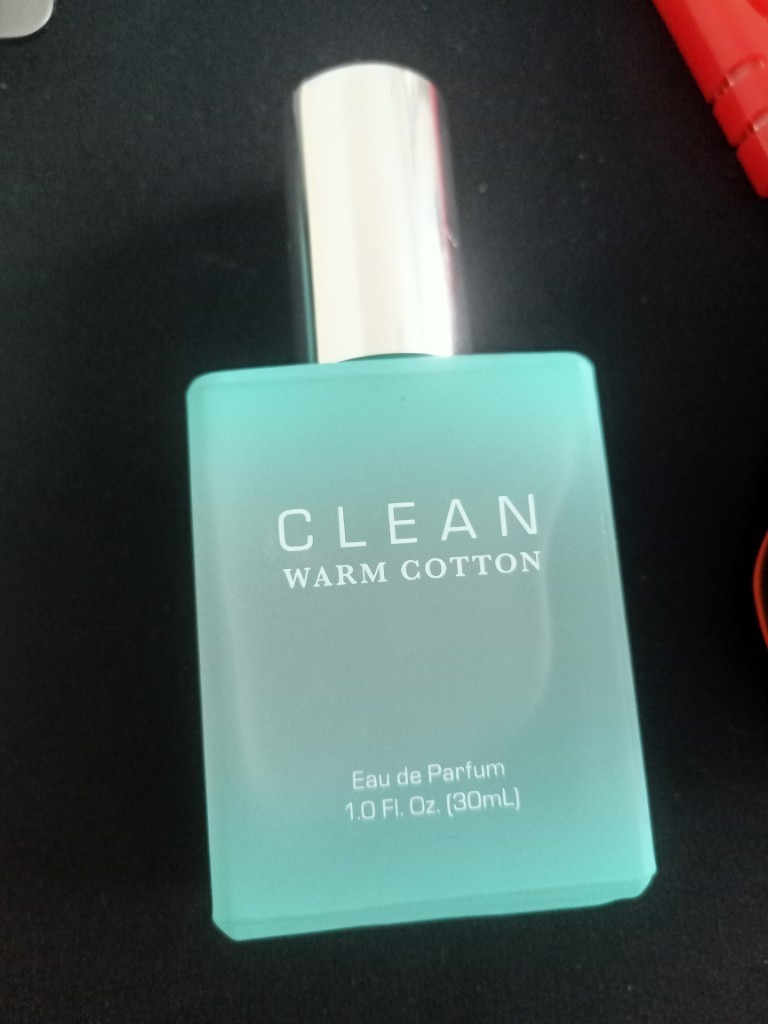 CLEAN
WARM COTTON
Eau de Parfum
1.0 Fl. Oz. (30mL)